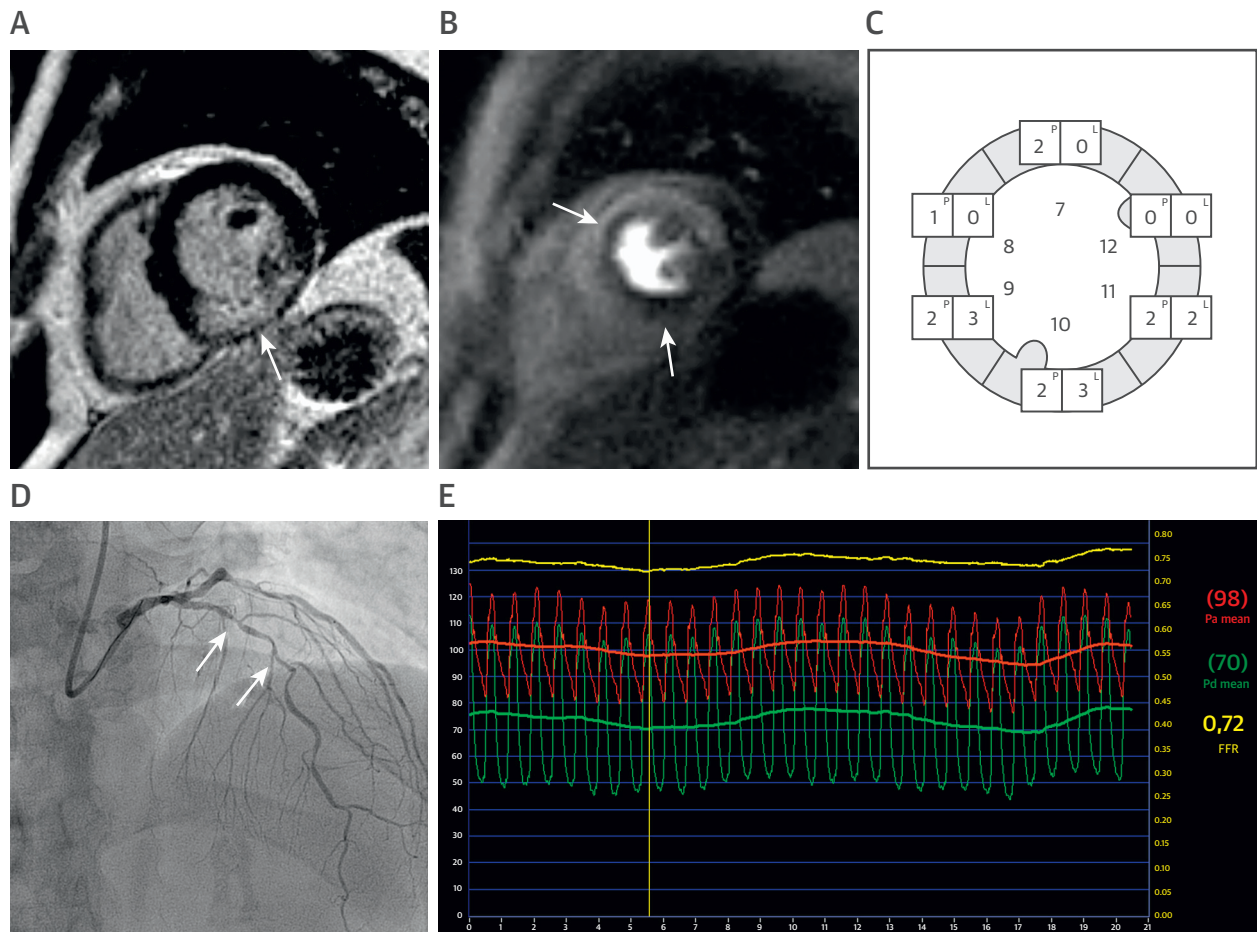 A
B
C
2 P 0 L
1 P 0 L
7
0 P 0 L
8
12
9
11
2 P 3 L
10
2 P 2 L
2 P 3 L
D
E
130
120
110
100
90
80
70
60
50
40
30
20
10
0
0 1 2 3 4 5 6 7 8 9 10 11 12 13 14 15 16 17 18 19 20 21
0.80
0.75
0.70
0.65
0.60
0.55
0.50
0.45
0.40
0.35
0.30
0.25
0.20
0.15
0.10
0.05
0.00
(98)
Pa mean
(70)
Pd mean
0,72
FFR